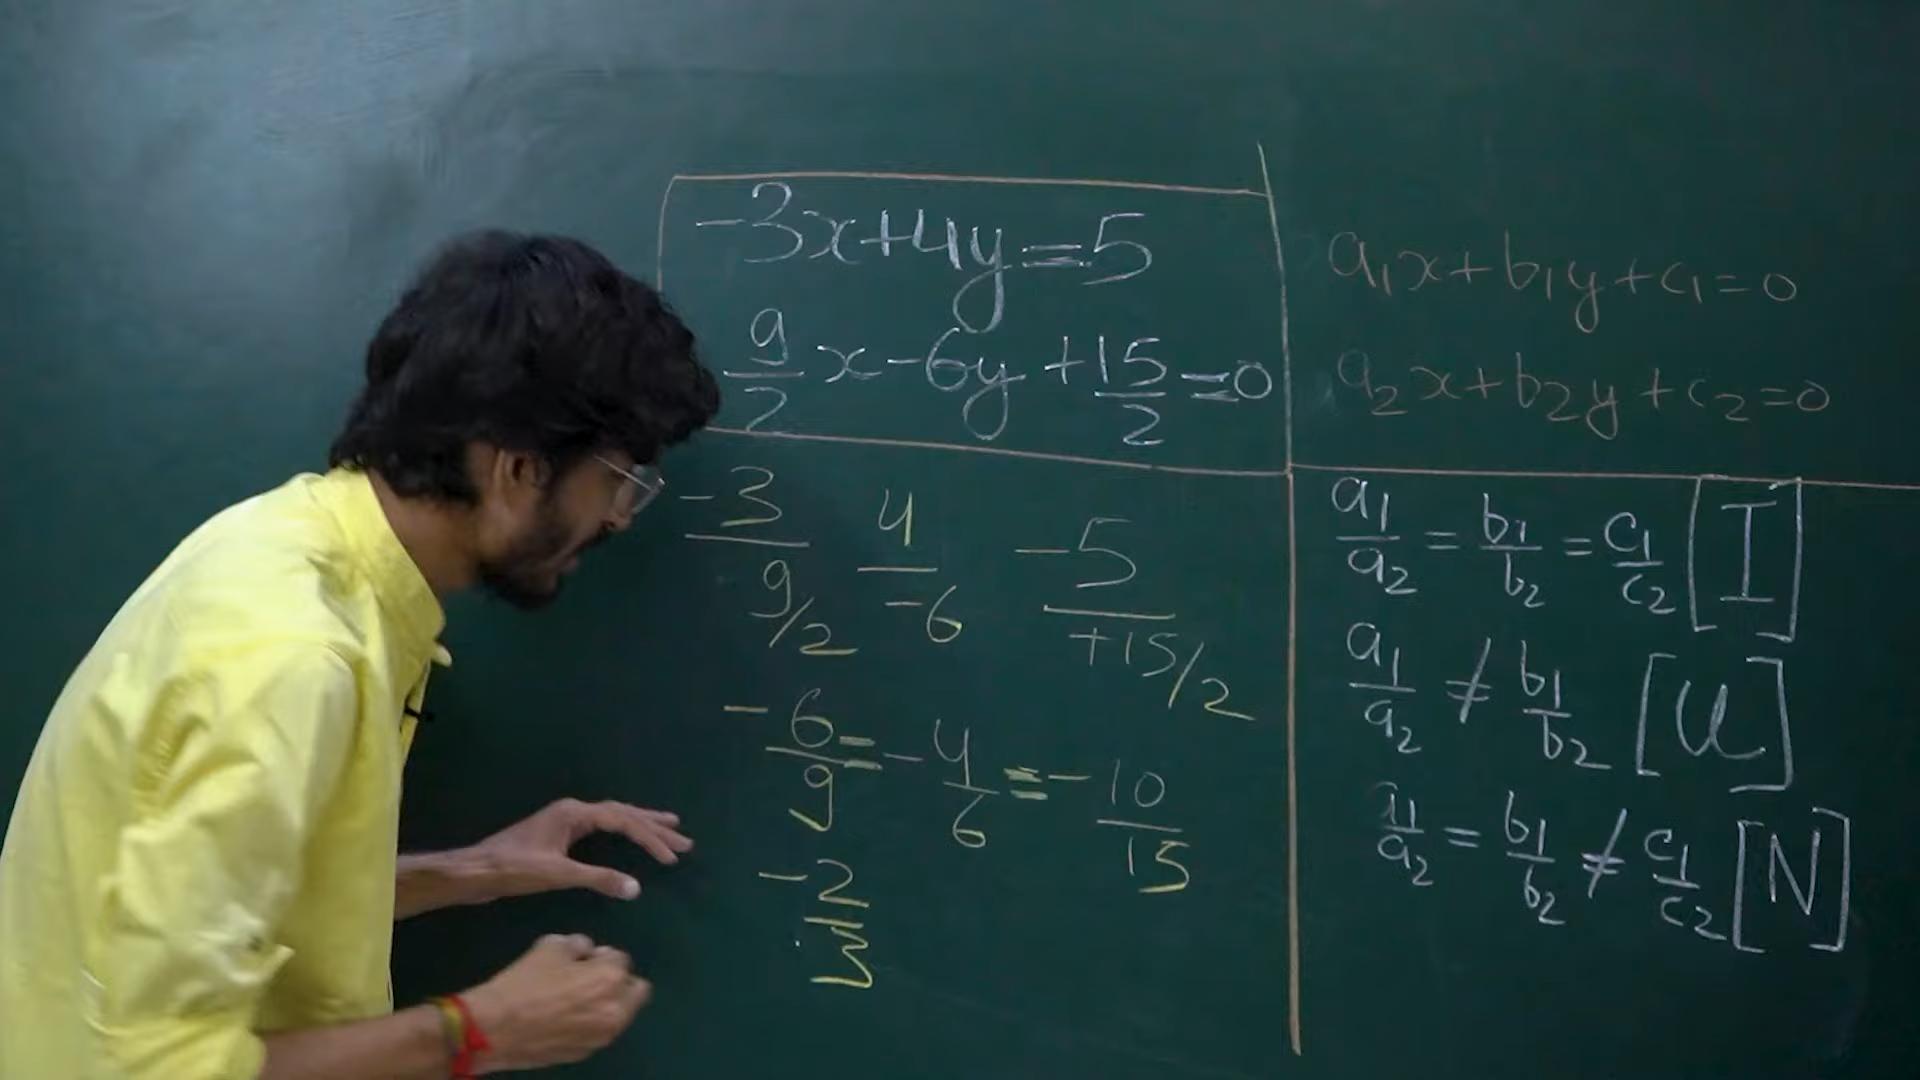 -3x+4y=5
9/2 x-6y+15/2=0
-3/9/2 4/-6 -5/+15/2
-6/9=-4/6=-10/15
-2/3
a₁x+b₁y+c₁=0
a₂x+b₂y+c₂=0
a₁/a₂=b₁/b₂=c₁/c₂ [I]
a₁/a₂≠b₁/b₂ [U]
a₁/a₂=b₁/b₂≠c₁/c₂ [N]